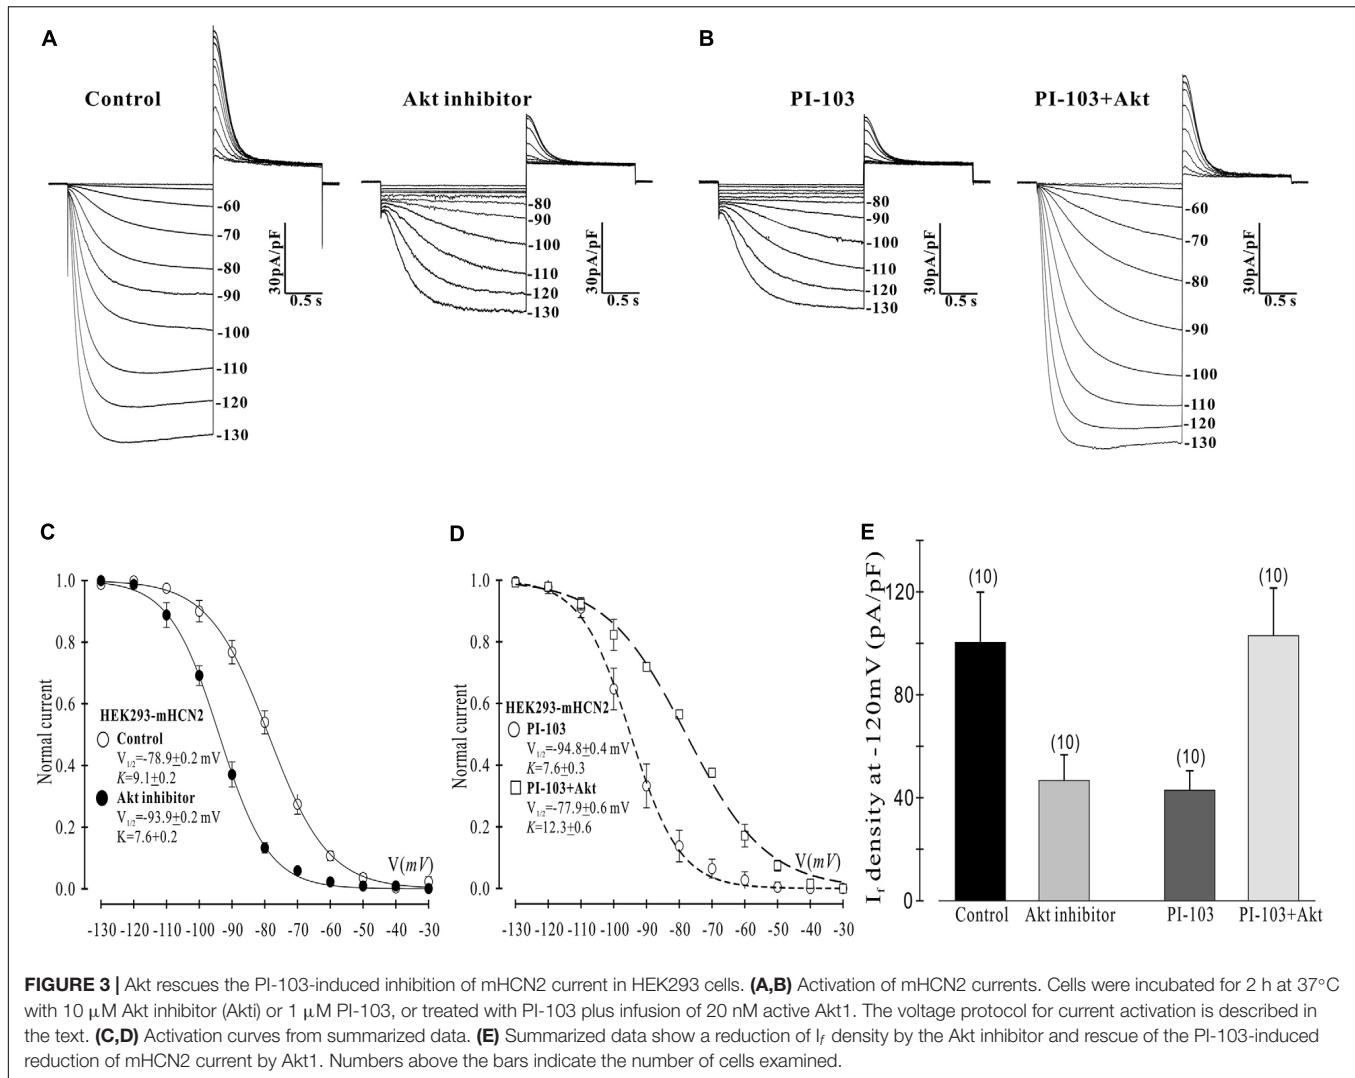 A
B
Control
Akt inhibitor
PI-103
PI-103+Akt
-60
-70
-80
-90
-100
-110
-120
-130
30pA/pF
0.5 s
-80
-90
-100
-110
-120
-130
30pA/pF
0.5 s
-80
-90
-100
-110
-120
-130
30pA/pF
0.5 s
-60
-70
-80
-90
-100
-110
-120
-130
30pA/pF
0.5 s
C
Normal current
1.0
0.8
0.6
0.4
0.2
0.0
HEK293-mHCN2
Control
V1/2=-78.9±0.2 mV
K=9.1±0.2
Akt inhibitor
V1/2=-93.9±0.2 mV
K=7.6+0.2
V(mV)
-130 -120 -110 -100 -90 -80 -70 -60 -50 -40 -30
D
Normal current
1.0
0.8
0.6
0.4
0.2
0.0
HEK293-mHCN2
PI-103
V1/2=-94.8±0.4 mV
K=7.6±0.3
PI-103+Akt
V1/2=-77.9±0.6 mV
K=12.3±0.6
V(mV)
-130 -120 -110 -100 -90 -80 -70 -60 -50 -40 -30
E
If density at -120mV (pA/pF)
120
80
40
0
(10)
(10)
(10)
(10)
Control Akt inhibitor PI-103 PI-103+Akt
FIGURE 3 | Akt rescues the PI-103-induced inhibition of mHCN2 current in HEK293 cells. (A,B) Activation of mHCN2 currents. Cells were incubated for 2 h at 37°C
with 10 μM Akt inhibitor (Akti) or 1 μM PI-103, or treated with PI-103 plus infusion of 20 nM active Akt1. The voltage protocol for current activation is described in
the text. (C,D) Activation curves from summarized data. (E) Summarized data show a reduction of If density by the Akt inhibitor and rescue of the PI-103-induced
reduction of mHCN2 current by Akt1. Numbers above the bars indicate the number of cells examined.